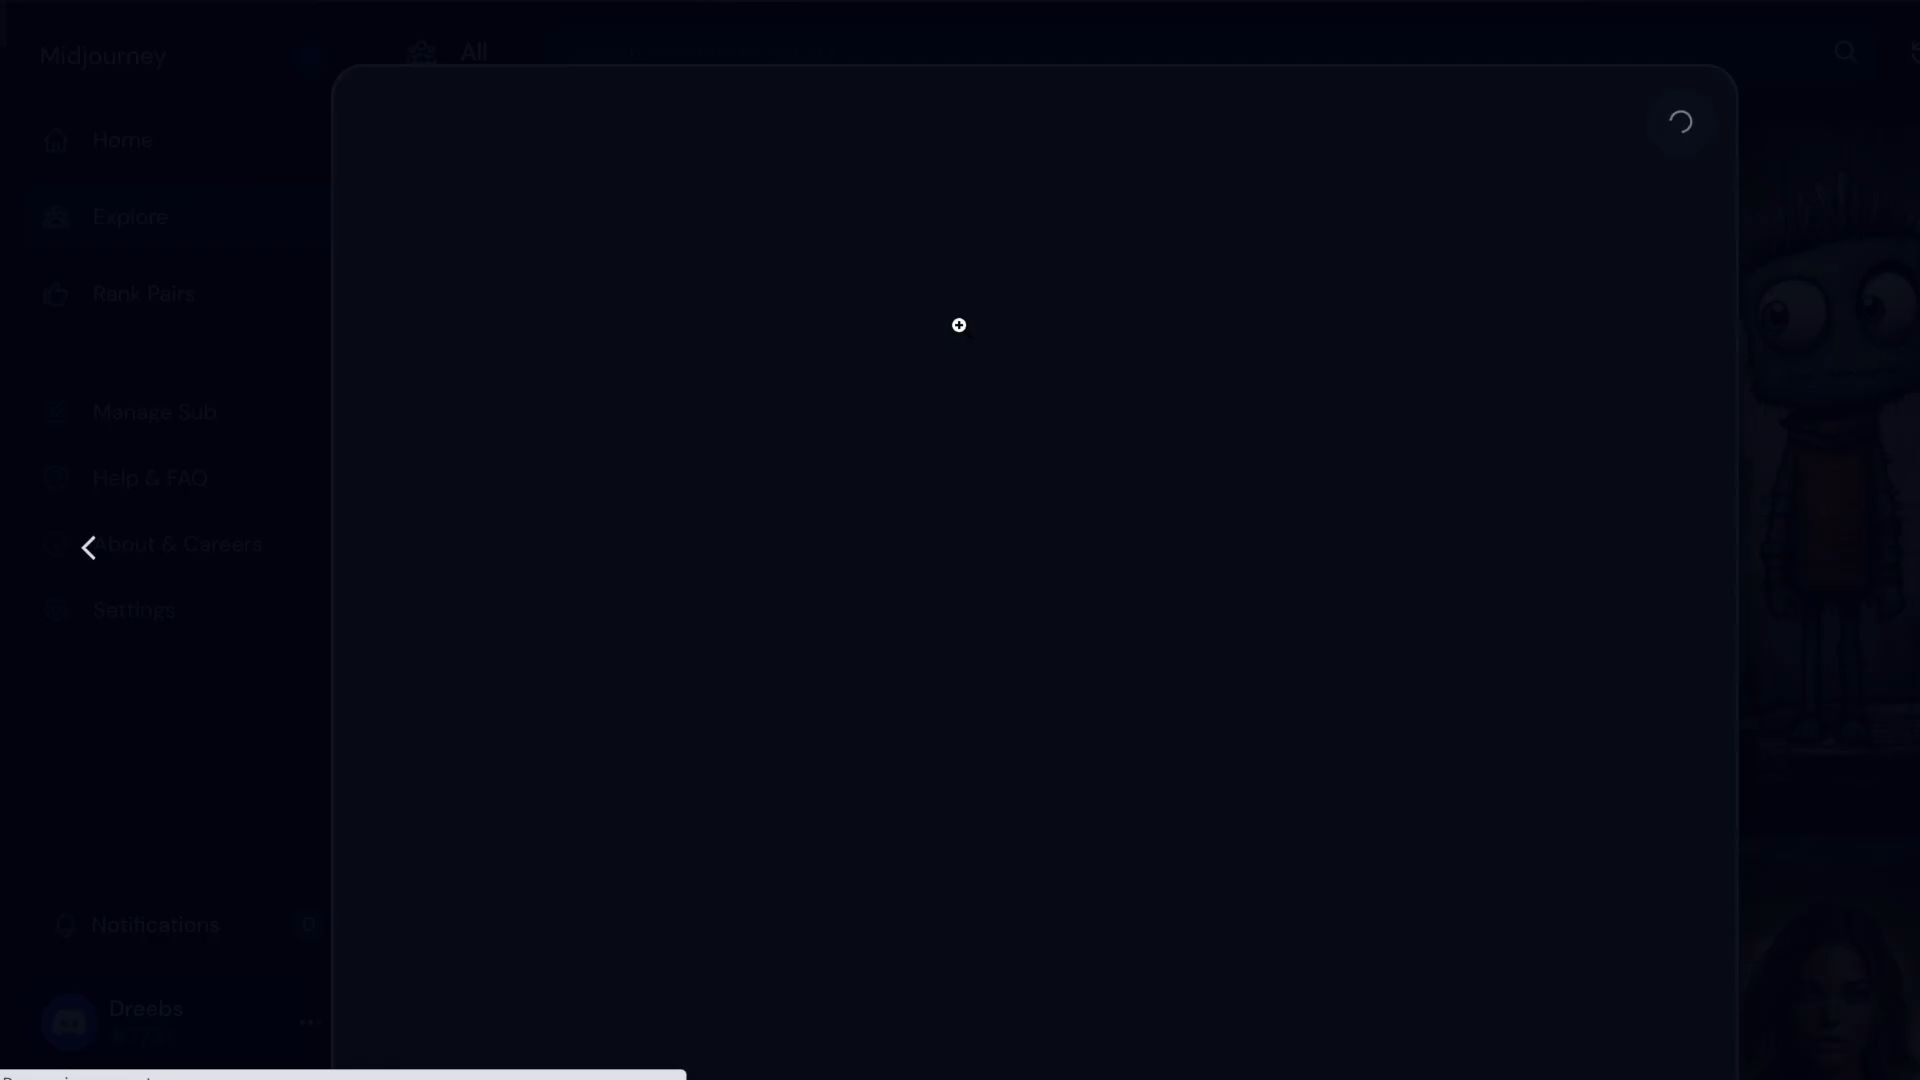 Midjourney
All
Home
Explore
Rank Pairs
Manage Sub
Help & FAQ
About & Careers
Settings
Notifications
0
Dreebs